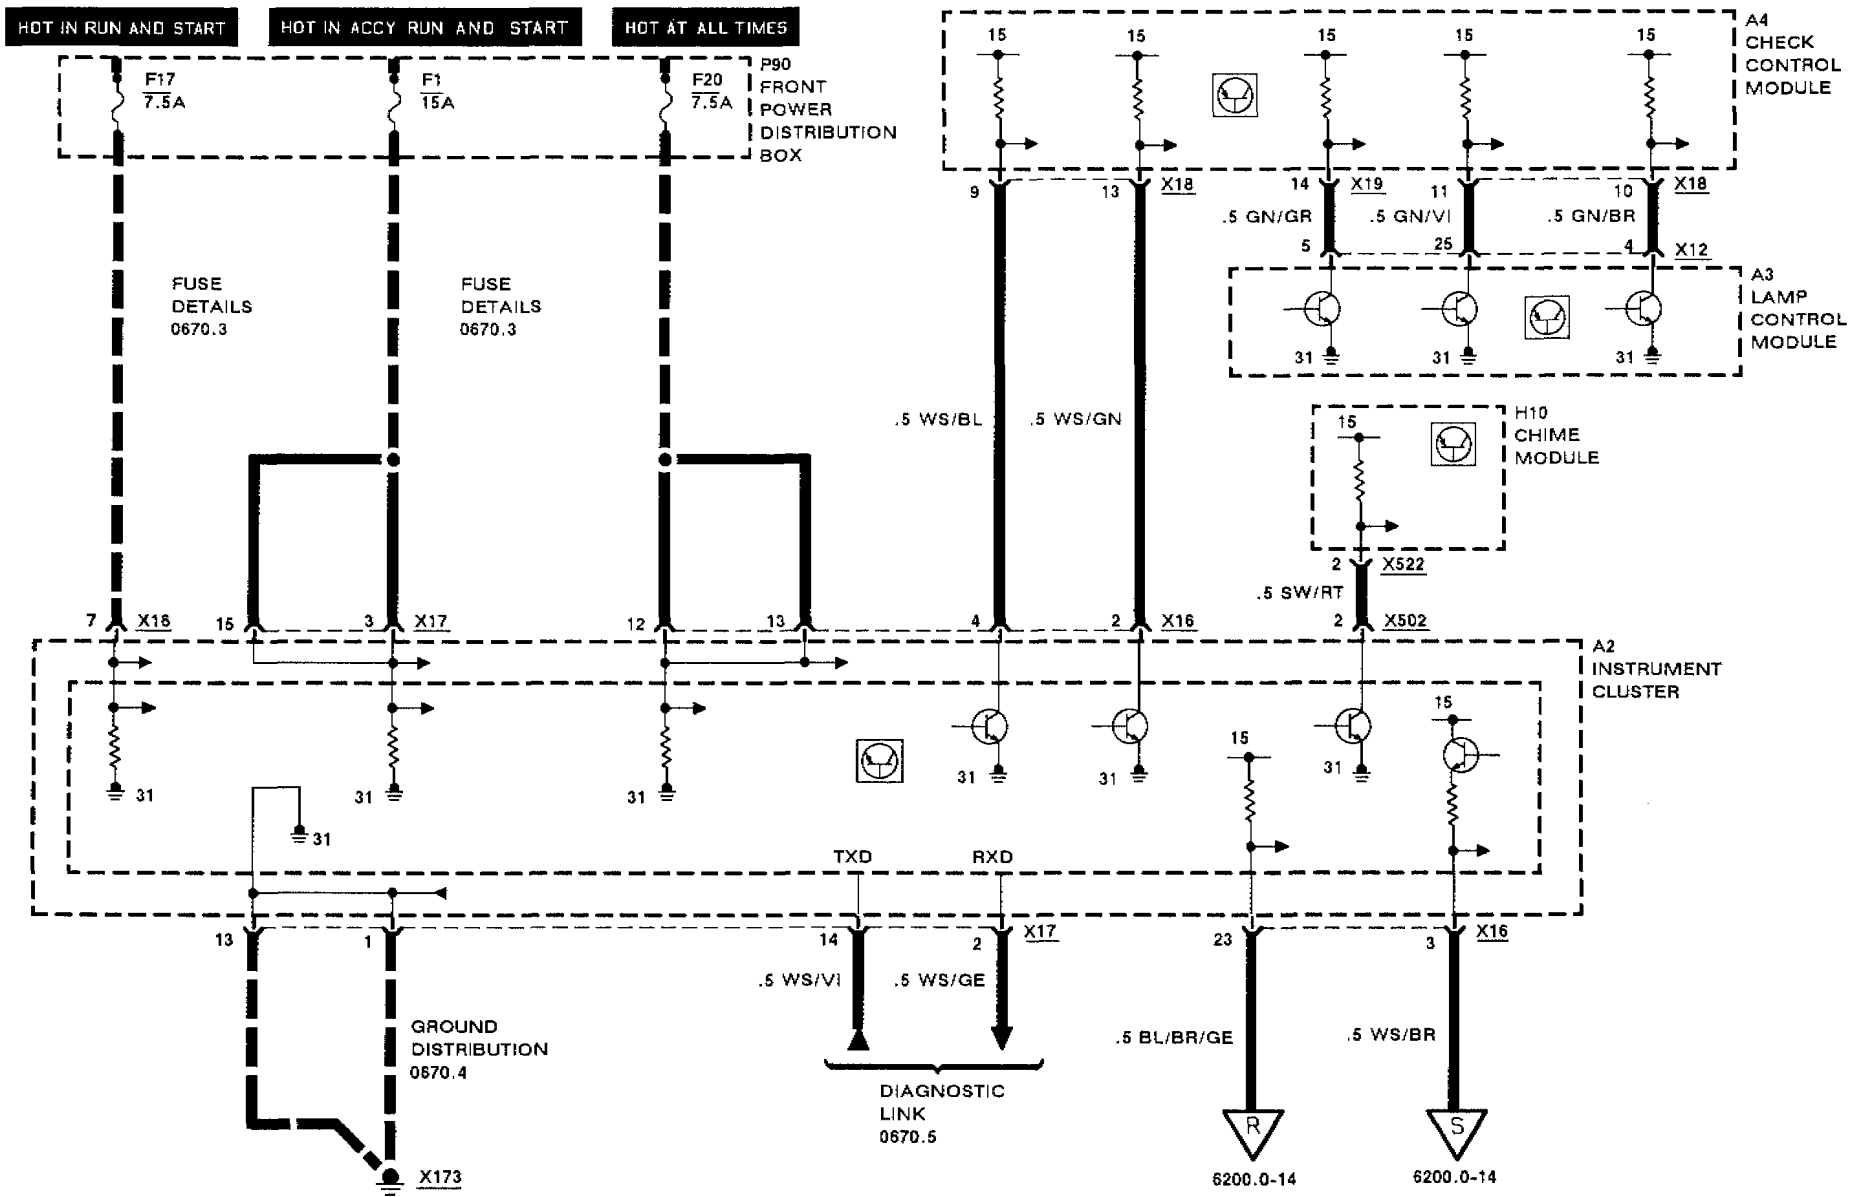 HOT IN RUN AND START
HOT IN ACCY RUN AND START
HOT AT ALL TIMES
F17
7.5A
F1
15A
F20
7.5A
P90
FRONT
POWER
DISTRIBUTION
BOX
15
15
15
15
15
A4
CHECK
CONTROL
MODULE
9
13
X18
14
X19
11
10
X18
.5 GN/GR
.5 GN/VI
.5 GN/BR
5
25
4
X12
FUSE
DETAILS
0670.3
FUSE
DETAILS
0670.3
A3
LAMP
CONTROL
MODULE
31
31
31
.5 WS/BL
.5 WS/GN
15
H10
CHIME
MODULE
2
X522
.5 SW/RT
7
X16
15
3
X17
12
13
4
2
X16
2
X502
A2
INSTRUMENT
CLUSTER
15
15
31
31
31
31
31
31
31
TXD
RXD
13
1
14
2
X17
23
3
X16
.5 WS/VI
.5 WS/GE
.5 BL/BR/GE
.5 WS/BR
GROUND
DISTRIBUTION
0670.4
DIAGNOSTIC
LINK
0670.5
R
S
X173
6200.0-14
6200.0-14